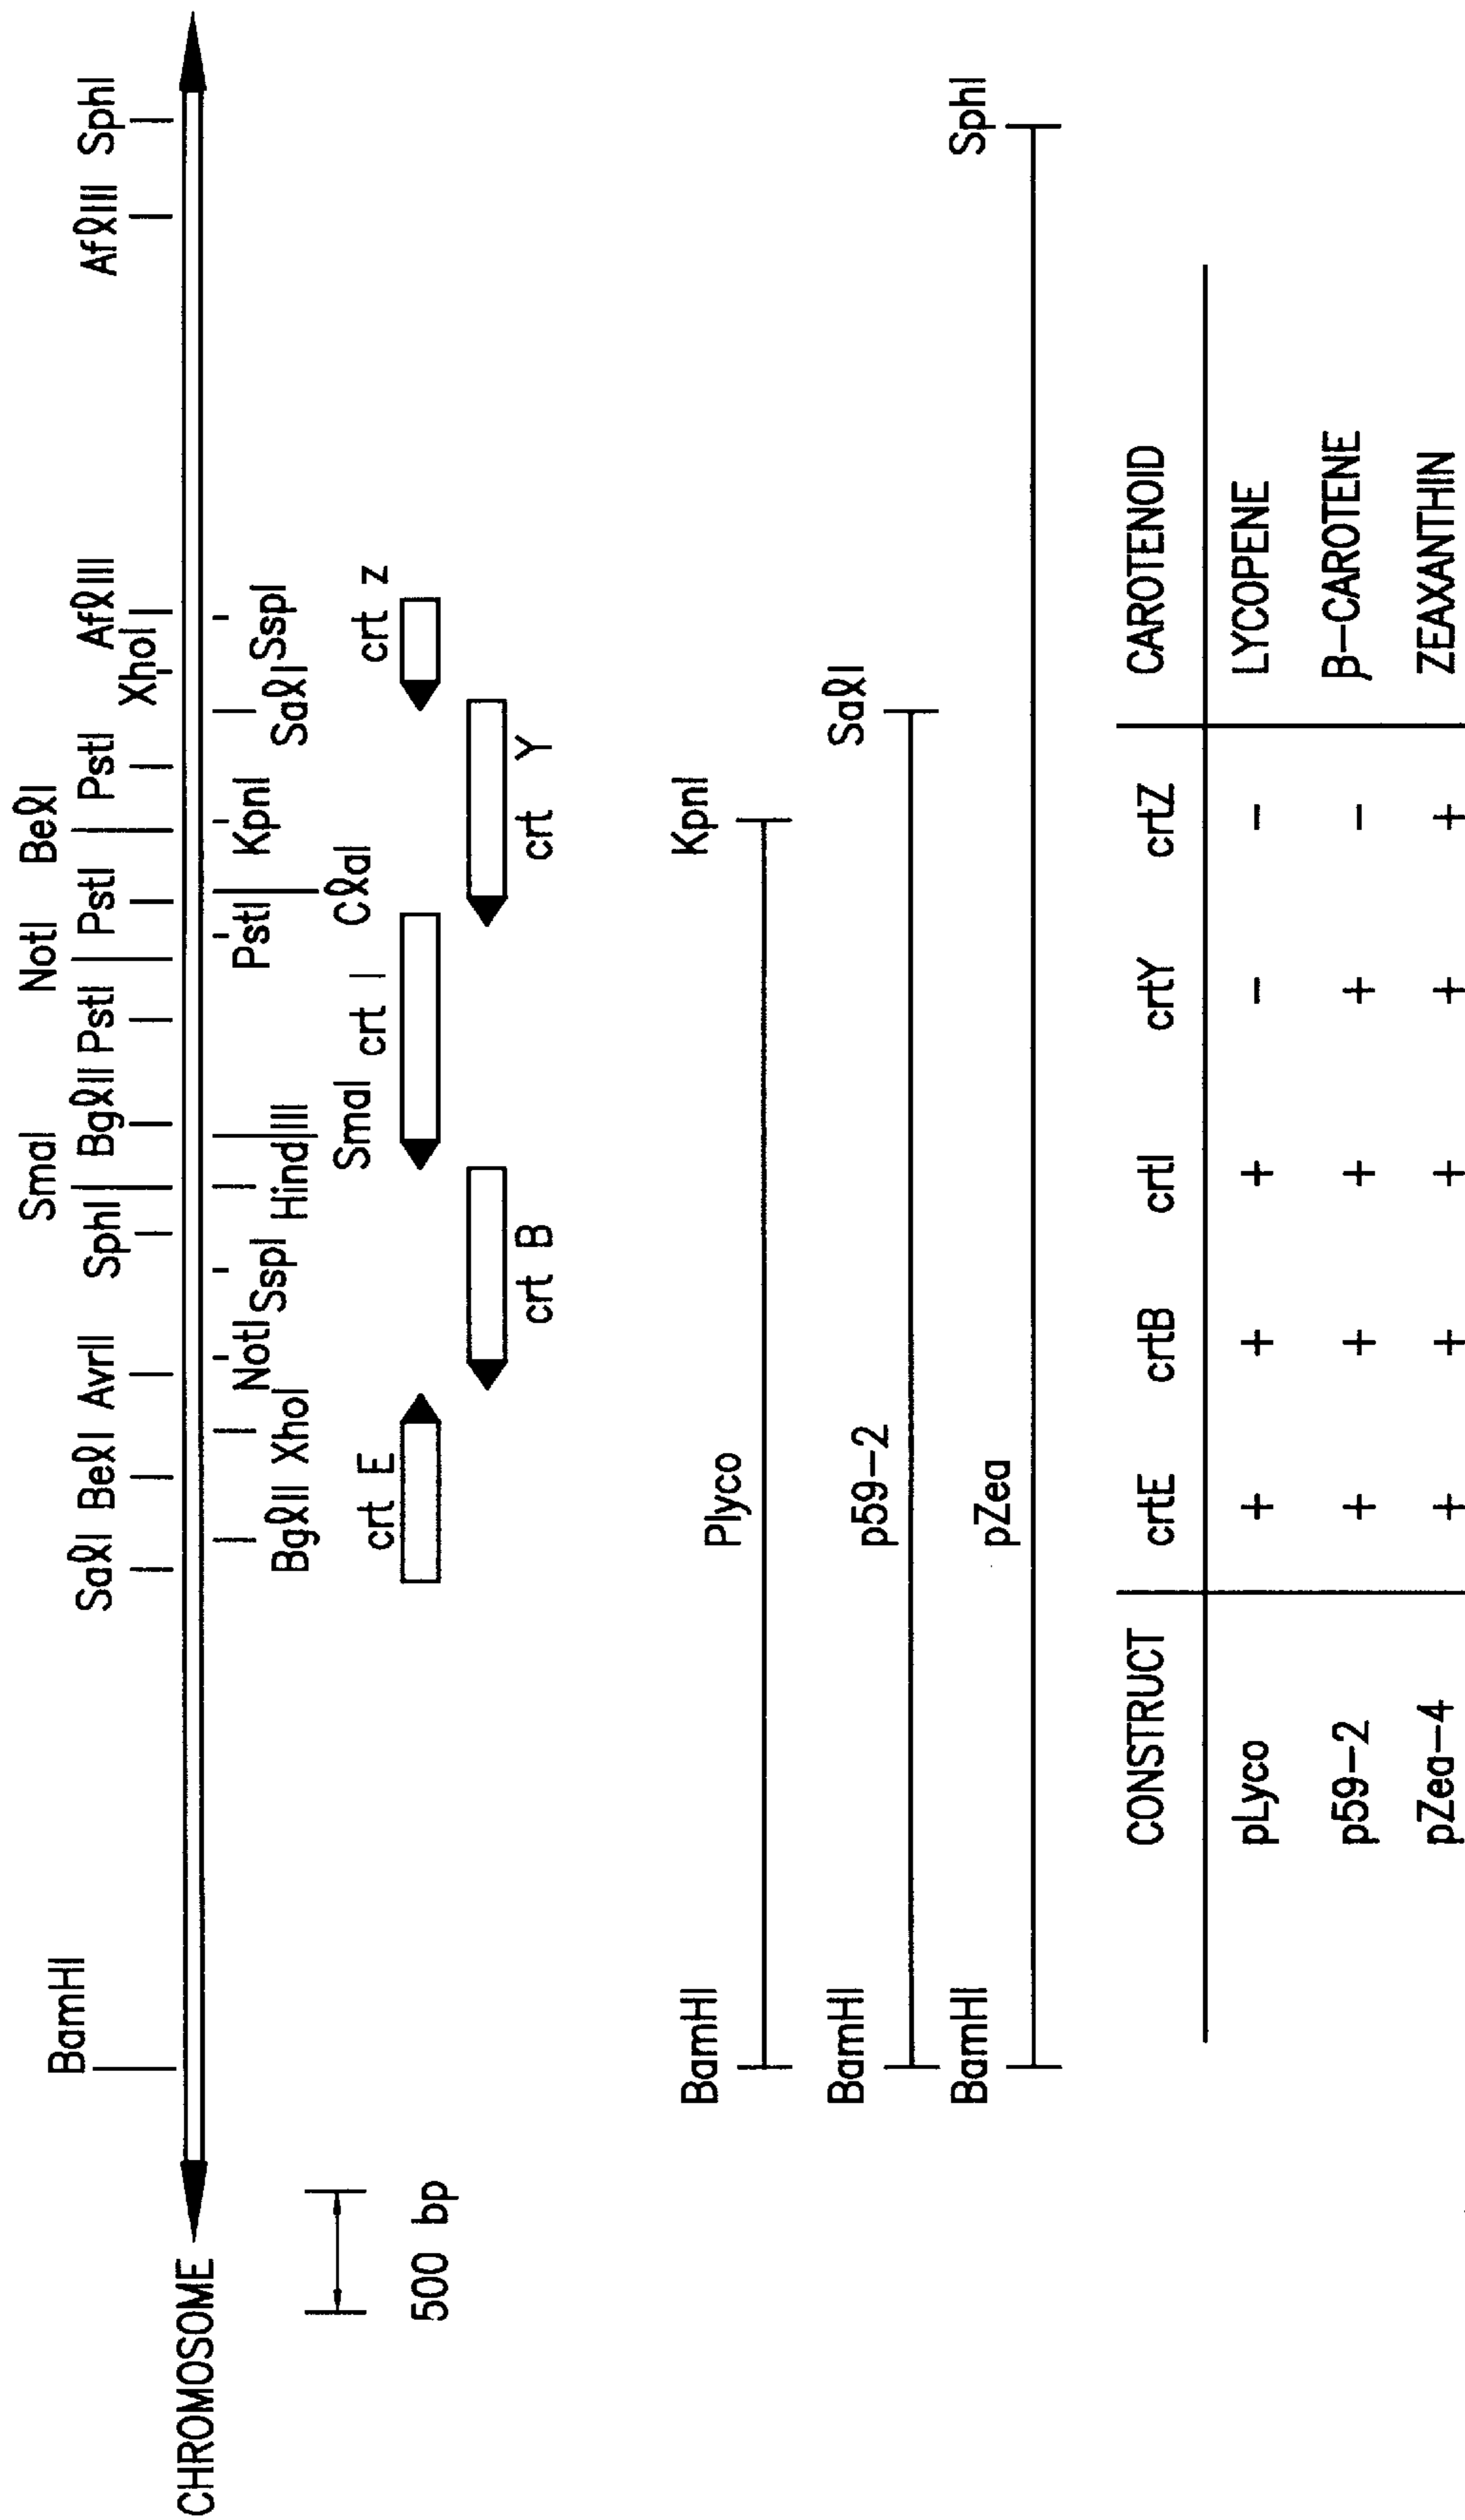 BamHI
SmaI NotI BeℓI
SaℓI BeℓI AvrII SphI BgℓII PstI PstI PstI XhoI AfℓIII AfℓIII SphI
CHROMOSOME
NotI PstI KpnI
SspI SspI
BgℓII XhoI HindIII SaℓI
SmaI CℓaI
500 bp
crt E crt I crt Z
crt B crt Y
BamHI KpnI
Plyco
BamHI SaℓI
p59-2
BamHI SphI
pZea
CONSTRUCT crtE crtB crtI crtY crtZ CAROTENOID
pLyco + + + - - LYCOPENE
p59-2 + + + + - β-CAROTENE
pZea-4 + + + + + ZEAXANTHIN